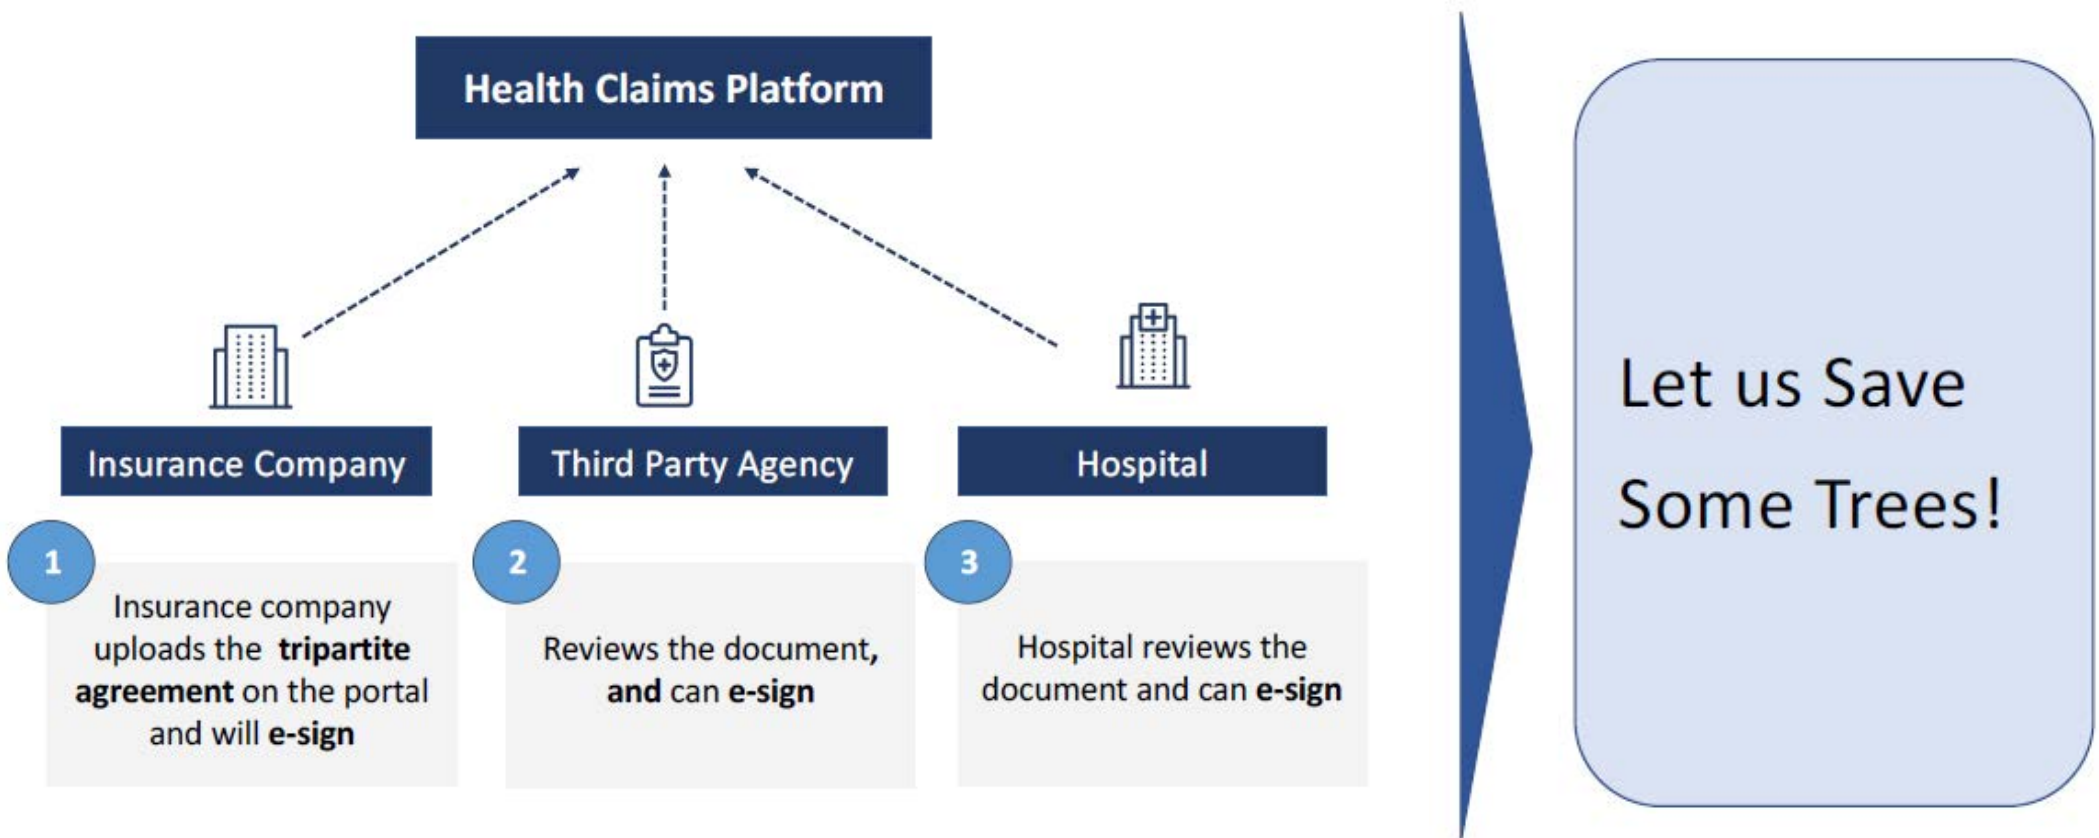 Health Claims Platform
Insurance Company
Third Party Agency
Hospital
1
Insurance company
uploads the tripartite
agreement on the portal
and will e-sign
2
Reviews the document,
and can e-sign
3
Hospital reviews the
document and can e-sign
Let us Save
Some Trees!